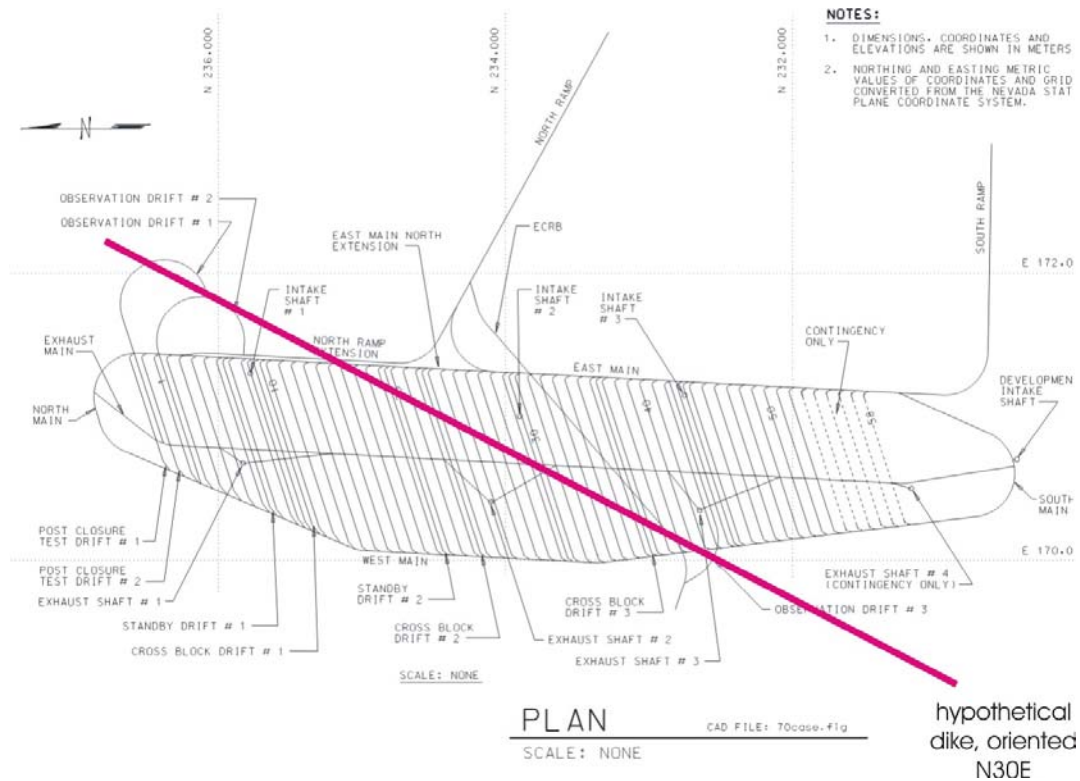 NOTES:
1. DIMENSIONS, COORDINATES AND
ELEVATIONS ARE SHOWN IN METERS
2. NORTHING AND EASTING METRIC
VALUES OF COORDINATES AND GRID
CONVERTED FROM THE NEVADA STAT
PLANE COORDINATE SYSTEM.
N 236.000
N 234.000
N 232.000
N
NORTH RAMP
SOUTH RAMP
OBSERVATION DRIFT # 2
OBSERVATION DRIFT # 1
EAST MAIN NORTH
EXTENSION
ECRB
E 172.0
INTAKE
SHAFT
# 1
INTAKE
SHAFT
# 2
INTAKE
SHAFT
# 3
CONTINGENCY
ONLY
EXHAUST
MAIN
NORTH RAMP
EXTENSION
EAST MAIN
DEVELOPMEN
INTAKE
SHAFT
NORTH
MAIN
1
10
30
40
50
58
SOUTH
MAIN
POST CLOSURE
TEST DRIFT # 1
POST CLOSURE
TEST DRIFT # 2
EXHAUST SHAFT # 1
STANDBY DRIFT # 1
CROSS BLOCK DRIFT # 1
WEST MAIN
STANDBY
DRIFT # 2
CROSS BLOCK
DRIFT # 2
EXHAUST SHAFT # 2
CROSS BLOCK
DRIFT # 3
EXHAUST SHAFT # 3
OBSERVATION DRIFT # 3
EXHAUST SHAFT # 4
(CONTINGENCY ONLY)
E 170.0
SCALE: NONE
PLAN
CAD FILE: 70case.fig
SCALE: NONE
hypothetical
dike, oriented
N30E